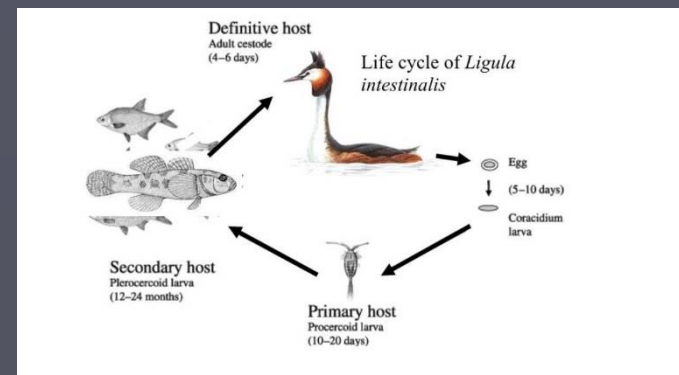 Definitive host
Adult cestode
(4–6 days)
Life cycle of Ligula
intestinalis
Egg
(5–10 days)
Coracidium
larva
Primary host
Procercoid larva
(10–20 days)
Secondary host
Plerocercoid larva
(12–24 months)